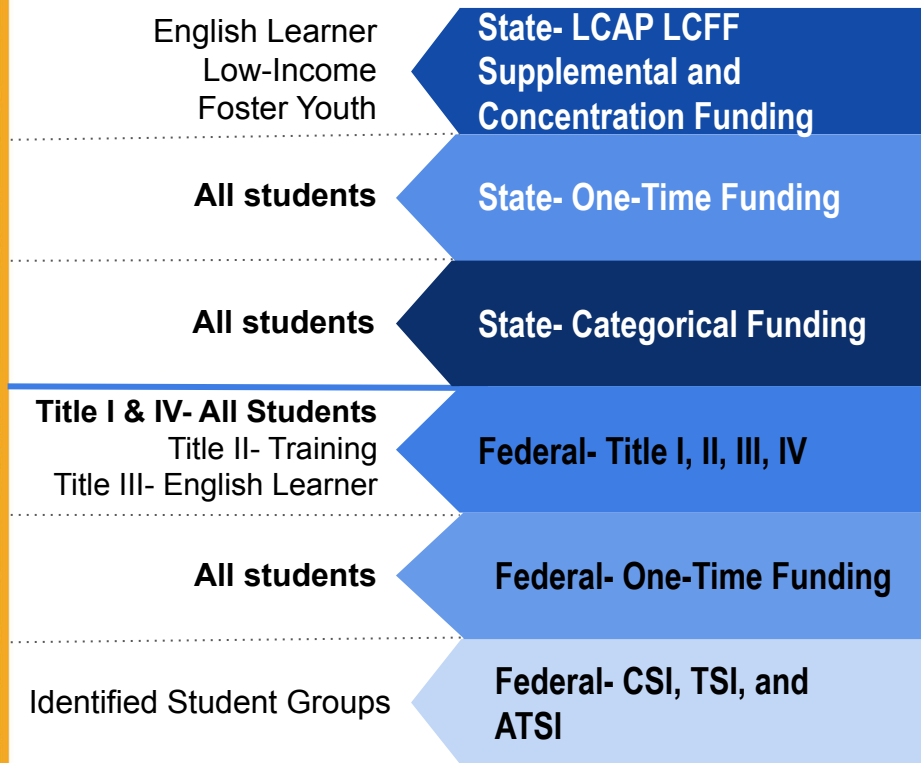 English Learner
Low-Income
Foster Youth
State- LCAP LCFF
Supplemental and
Concentration Funding
All students
State- One-Time Funding
All students
State- Categorical Funding
Title I & IV- All Students
Title II- Training
Title III- English Learner
Federal- Title I, II, III, IV
All students
Federal- One-Time Funding
Identified Student Groups
Federal- CSI, TSI, and
ATSI